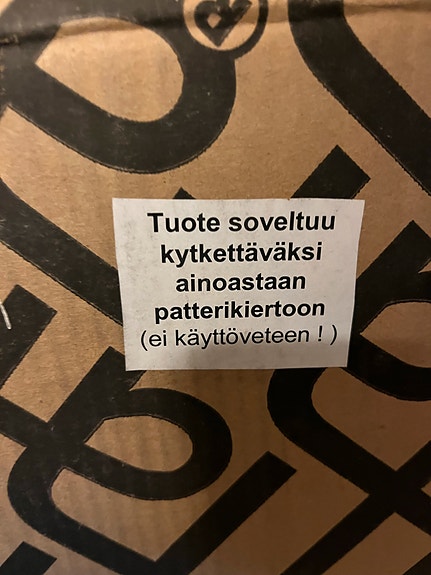 Tuote soveltuu
kytkettäväksi
ainoastaan
patterikiertoon
(ei käyttöveteen ! )